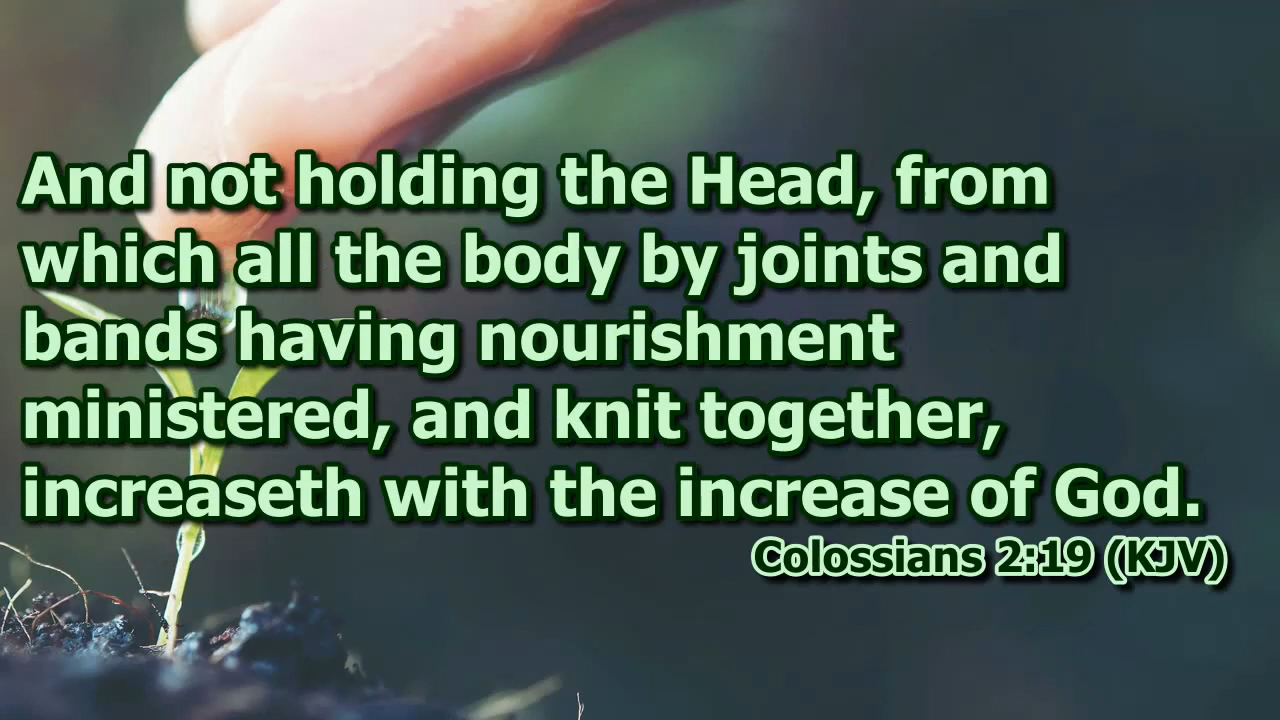 And not holding the Head, from
which all the body by joints and
bands having nourishment
ministered, and knit together,
increaseth with the increase of God.
Colossians 2:19 (KJV)